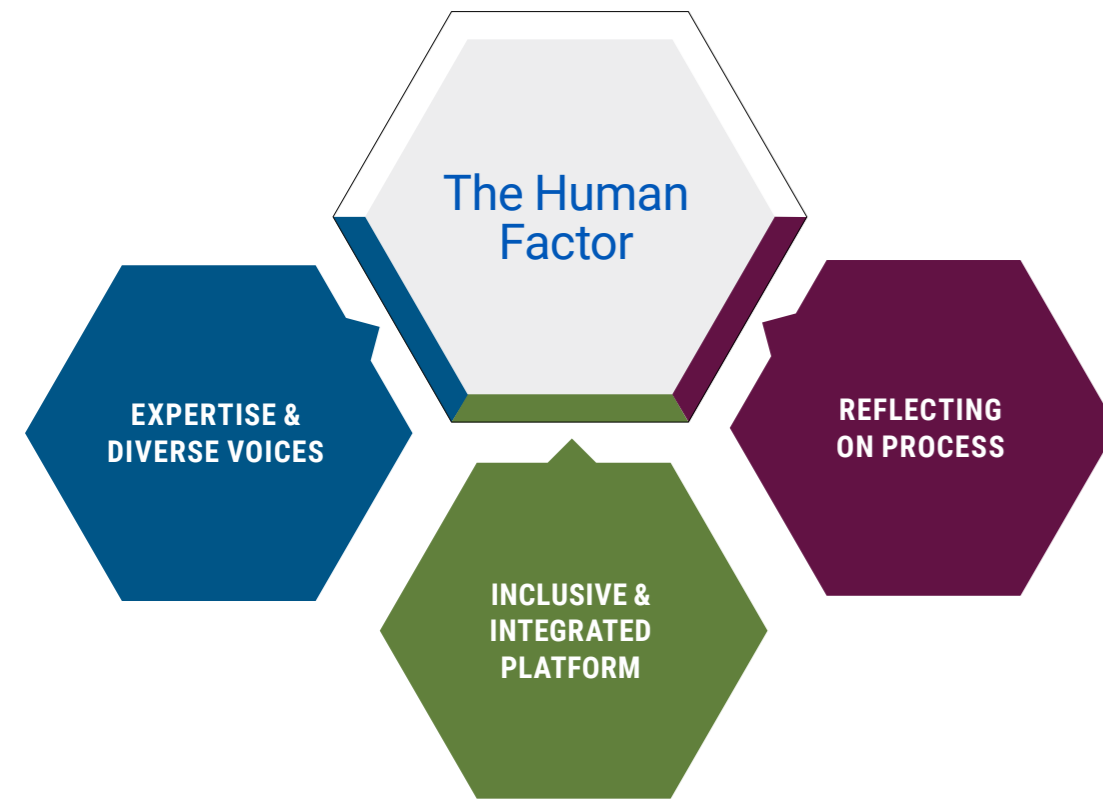 The Human
Factor
EXPERTISE &
DIVERSE VOICES
REFLECTING
ON PROCESS
INCLUSIVE &
INTEGRATED
PLATFORM